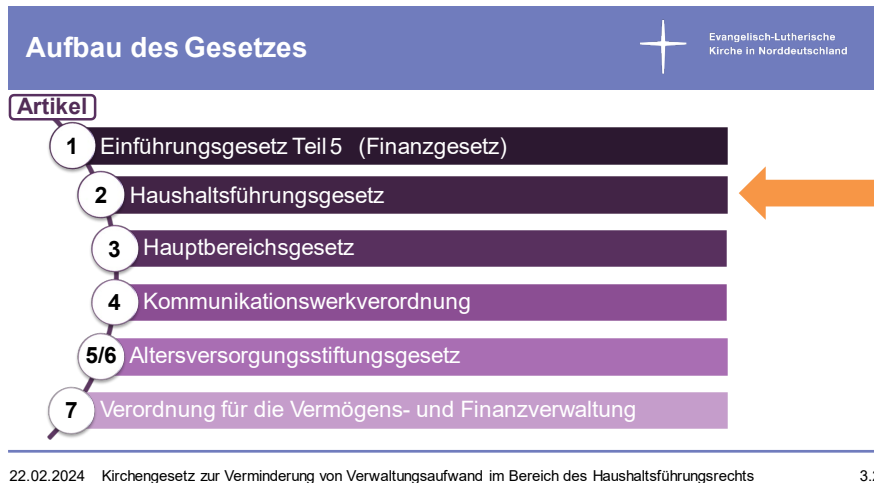 Aufbau des Gesetzes
Evangelisch-Lutherische
Kirche in Norddeutschland
Artikel
1 Einführungsgesetz Teil 5 (Finanzgesetz)
2 Haushaltsführungsgesetz
3 Hauptbereichsgesetz
4 Kommunikationswerkverordnung
5/6 Altersversorgungsstiftungsgesetz
7 Verordnung für die Vermögens- und Finanzverwaltung
22.02.2024 Kirchengesetz zur Verminderung von Verwaltungsaufwand im Bereich des Haushaltsführungsrechts